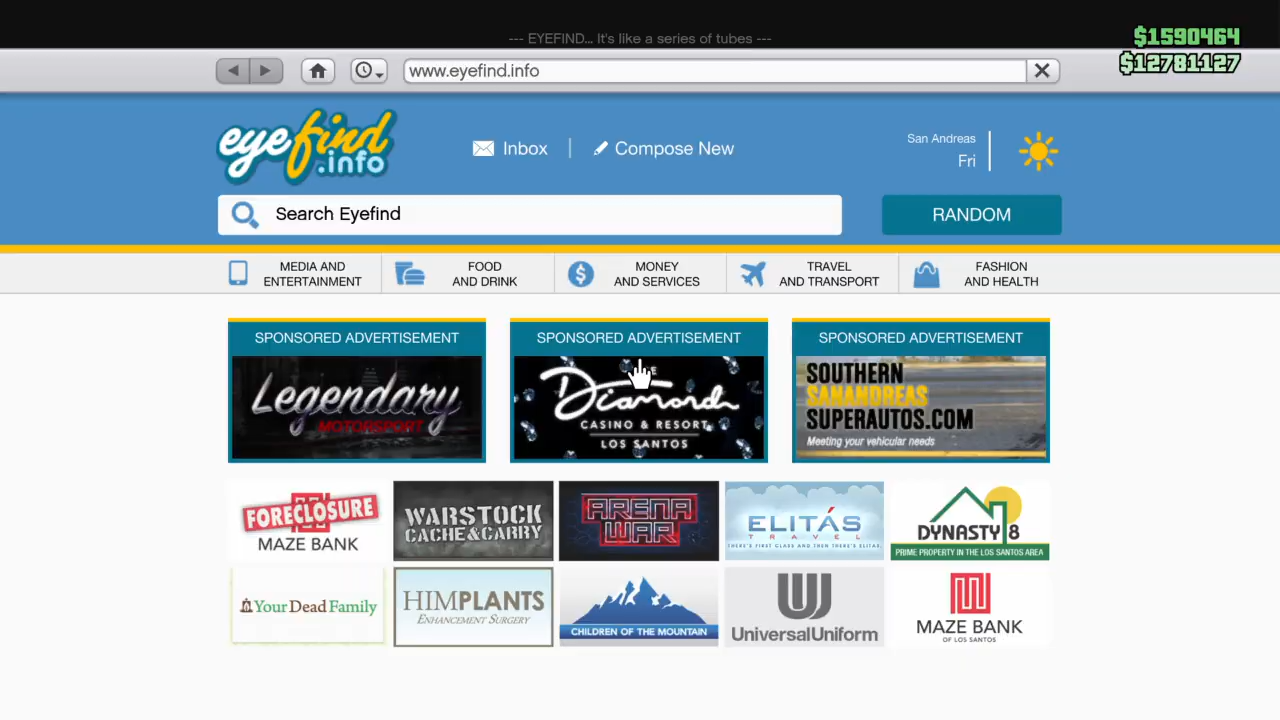 --- EYEFIND... It's like a series of tubes ---
$1590464
$12781127
www.eyefind.info
eyefind
.info
Inbox
Compose New
San Andreas
Fri
Search Eyefind
RANDOM
MEDIA AND
ENTERTAINMENT
FOOD
AND DRINK
MONEY
AND SERVICES
TRAVEL
AND TRANSPORT
FASHION
AND HEALTH
SPONSORED ADVERTISEMENT
Legendary
MOTORSPORT
SPONSORED ADVERTISEMENT
Diamond
CASINO & RESORT
LOS SANTOS
SPONSORED ADVERTISEMENT
SOUTHERN
SANANDREAS
SUPERAUTOS.COM
Meeting your vehicular needs
FORECLOSURE
MAZE BANK
WARSTOCK
CACHE&CARRY
ARENA
WAR
ELITÁS
TRAVEL
THERE'S FIRST CLASS AND THEN THERE'S ELITAS
DYNASTY 8
PRIME PROPERTY IN THE LOS SANTOS AREA
Your Dead Family
HIMPLANTS
ENHANCEMENT SURGERY
CHILDREN OF THE MOUNTAIN
UniversalUniform
MAZE BANK
OF LOS SANTOS